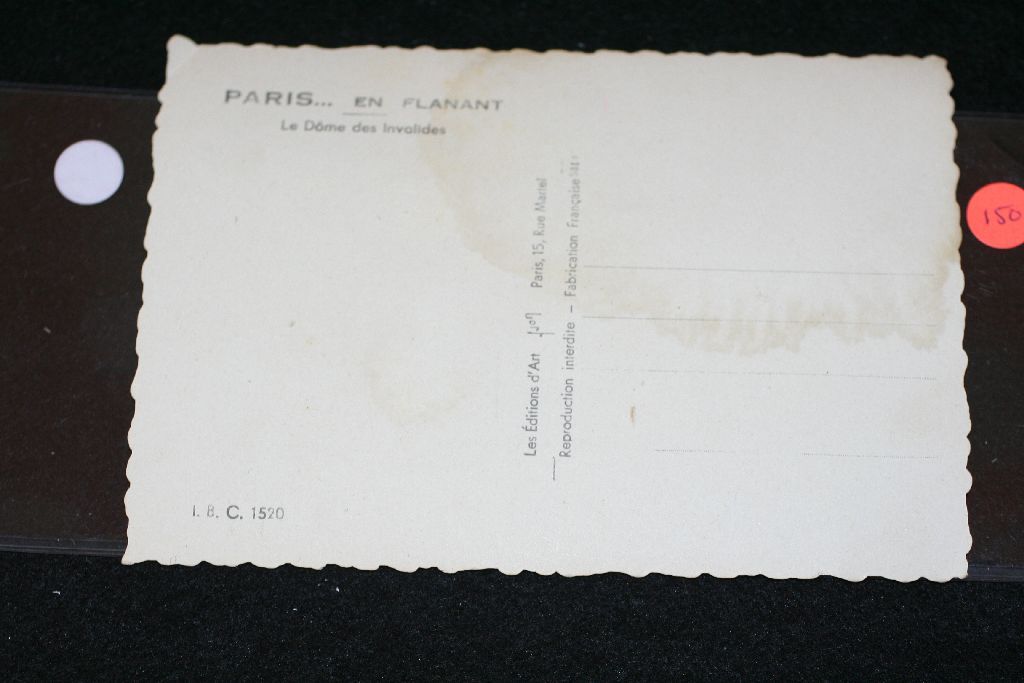 PARIS... EN FLANANT
Le Dôme des Invalides
Les Éditions d'Art Paris, 15, Rue Martel
Reproduction interdite – Fabrication Française
I. B. C. 1520
150